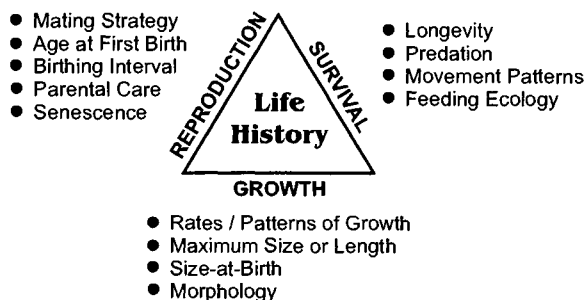 ● Mating Strategy
● Age at First Birth
● Birthing Interval
● Parental Care
● Senescence
REPRODUCTION
SURVIVAL
● Longevity
● Predation
● Movement Patterns
● Feeding Ecology
Life
History
GROWTH
● Rates / Patterns of Growth
● Maximum Size or Length
● Size-at-Birth
● Morphology